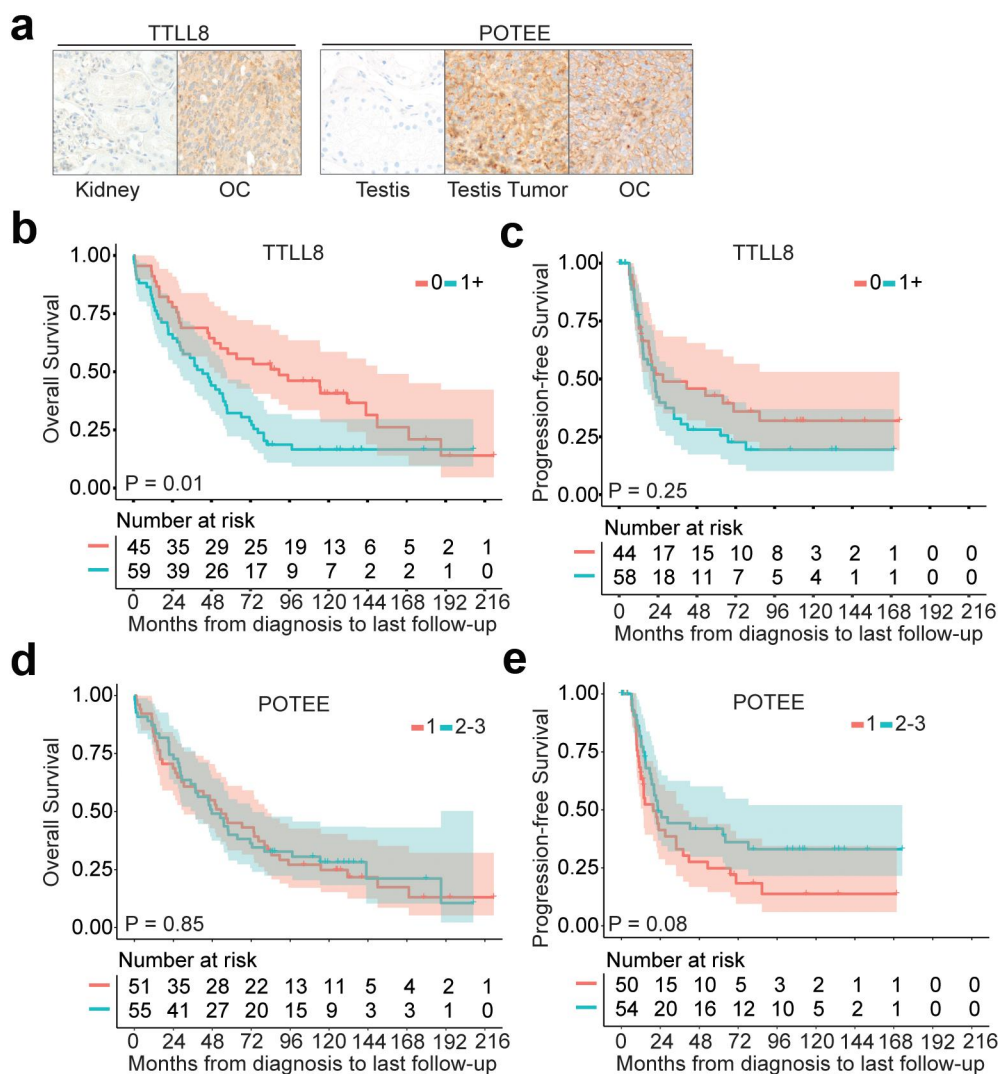 a
TTLL8 POTEE
Kidney OC Testis Testis Tumor OC
b
TTLL8
Overall Survival
1.00
0.75
0.50
0.25
0.00
0 1+
P = 0.01
Number at risk
45 35 29 25 19 13 6 5 2 1
59 39 26 17 9 7 2 2 1 0
0 24 48 72 96 120 144 168 192 216
Months from diagnosis to last follow-up
c
TTLL8
Progression-free Survival
1.00
0.75
0.50
0.25
0.00
0 1+
P = 0.25
Number at risk
44 17 15 10 8 3 2 1 0 0
58 18 11 7 5 4 1 1 0 0
0 24 48 72 96 120 144 168 192 216
Months from diagnosis to last follow-up
d
POTEE
Overall Survival
1.00
0.75
0.50
0.25
0.00
1 2-3
P = 0.85
Number at risk
51 35 28 22 13 11 5 4 2 1
55 41 27 20 15 9 3 3 1 0
0 24 48 72 96 120 144 168 192 216
Months from diagnosis to last follow-up
e
POTEE
Progression-free Survival
1.00
0.75
0.50
0.25
0.00
1 2-3
P = 0.08
Number at risk
50 15 10 5 3 2 1 1 0 0
54 20 16 12 10 5 2 1 0 0
0 24 48 72 96 120 144 168 192 216
Months from diagnosis to last follow-up